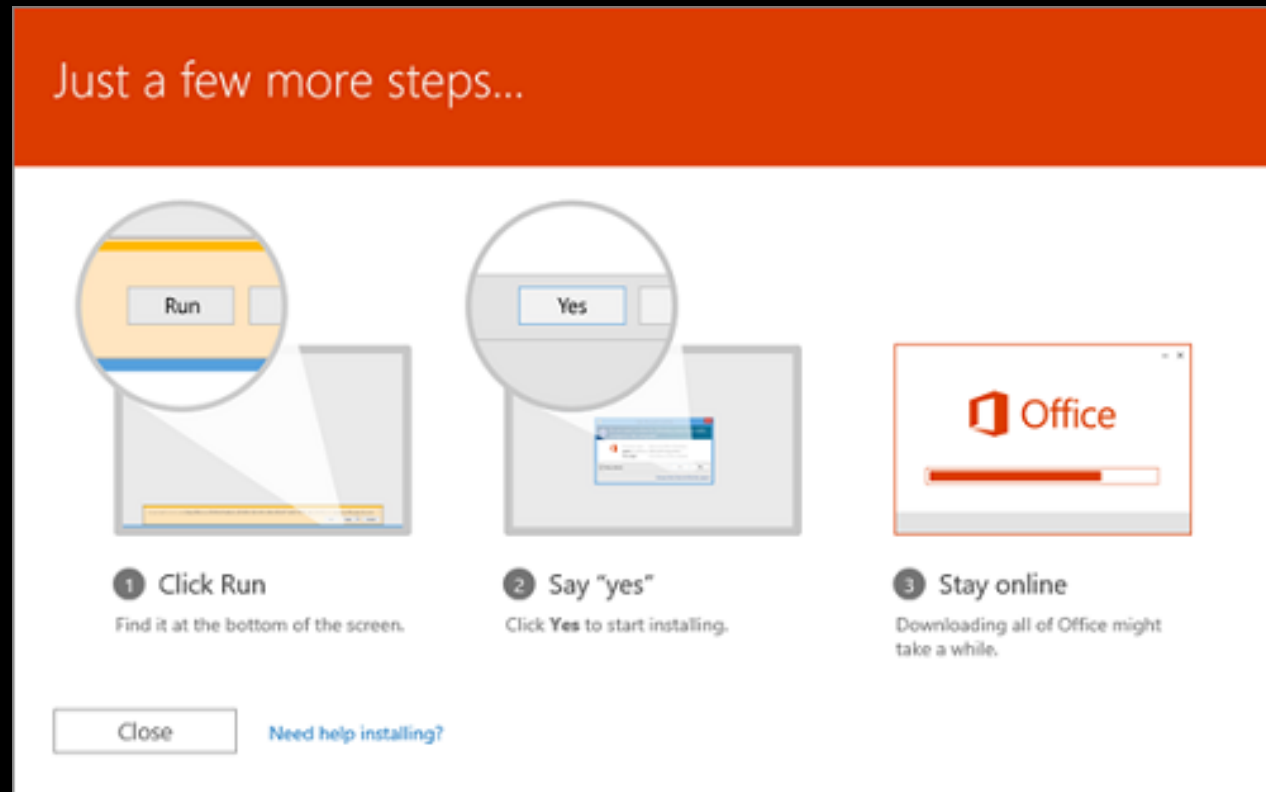 Just a few more steps...
Run
Yes
Office
1 Click Run
Find it at the bottom of the screen.
2 Say “yes”
Click Yes to start installing.
3 Stay online
Downloading all of Office might
take a while.
Close
Need help installing?